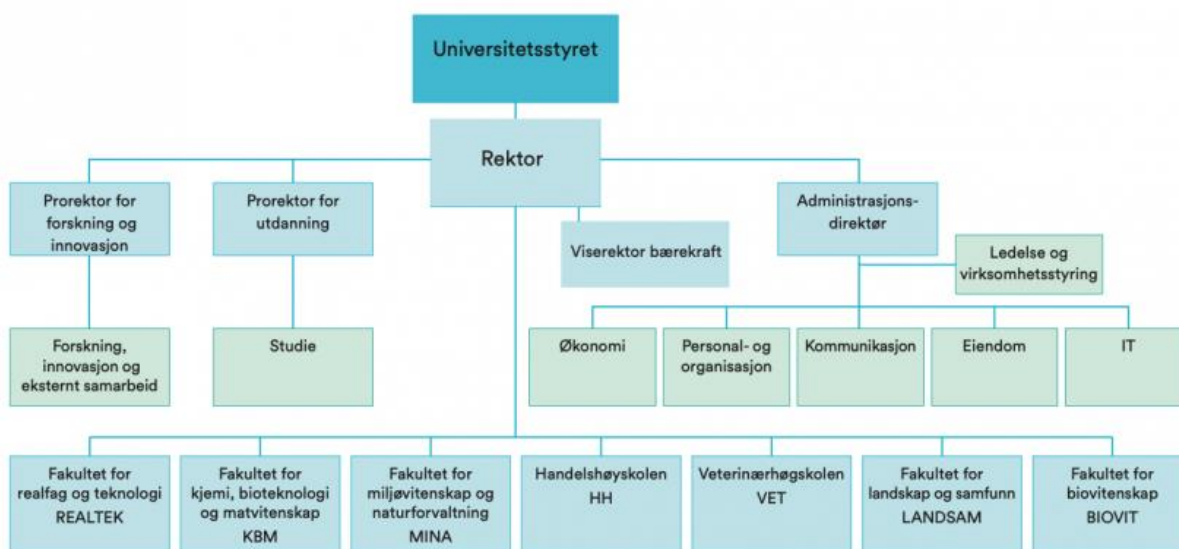 Universitetsstyret
Rektor
Prorektor for
forskning og
innovasjon
Prorektor for
utdanning
Viserektor bærekraft
Administrasjons-
direktør
Ledelse og
virksomhetsstyring
Forskning,
innovasjon og
eksternt samarbeid
Studie
Økonomi
Personal- og
organisasjon
Kommunikasjon
Eiendom
IT
Fakultet for
realfag og teknologi
REALTEK
Fakultet for
kjemi, bioteknologi
og matvitenskap
KBM
Fakultet for
miljøvitenskap og
naturforvaltning
MINA
Handelshøyskolen
HH
Veterinærhøgskolen
VET
Fakultet for
landskap og samfunn
LANDSAM
Fakultet for
biovitenskap
BIOVIT